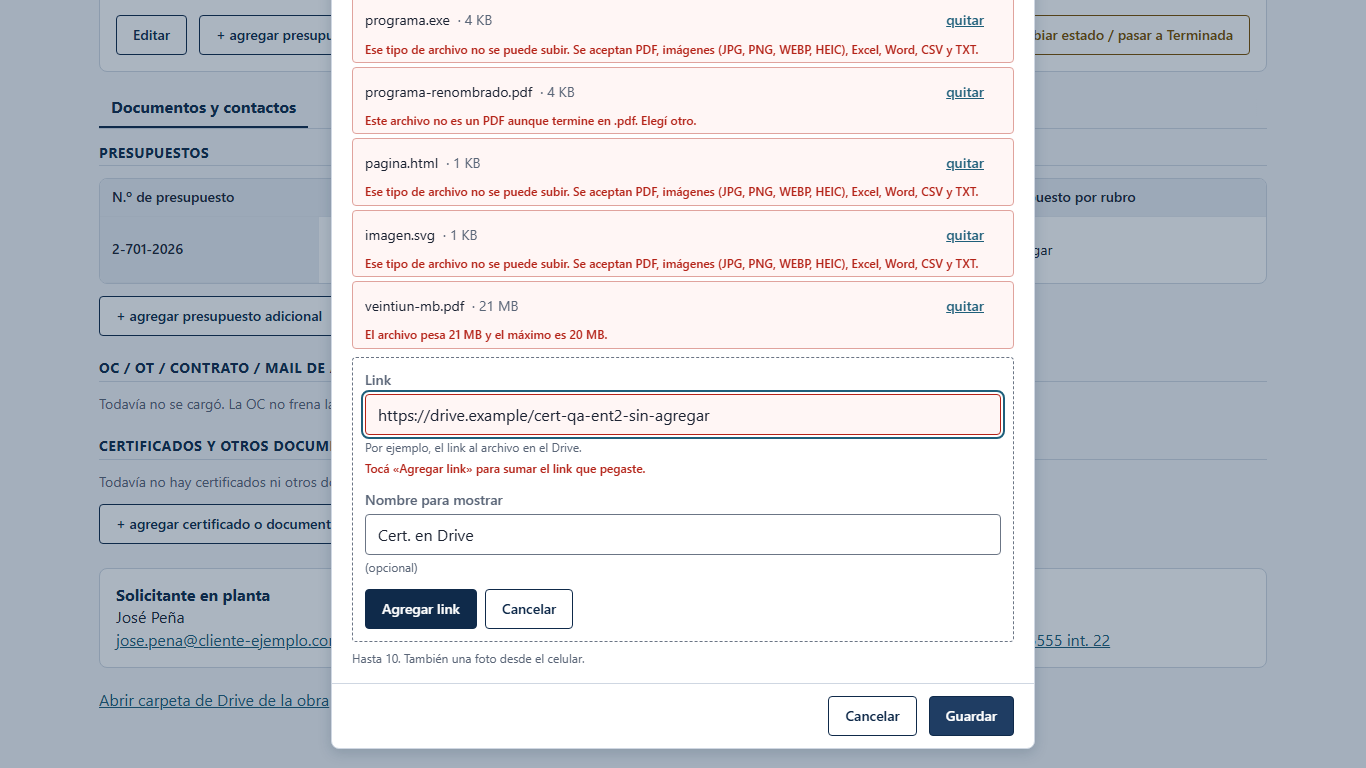 programa.exe · 4 KB quitar
Ese tipo de archivo no se puede subir. Se aceptan PDF, imágenes (JPG, PNG, WEBP, HEIC), Excel, Word, CSV y TXT.
Editar
+ agregar presupu
biar estado / pasar a Terminada
programa-renombrado.pdf · 4 KB quitar
Este archivo no es un PDF aunque termine en .pdf. Elegí otro.
Documentos y contactos
PRESUPUESTOS
pagina.html · 1 KB quitar
Ese tipo de archivo no se puede subir. Se aceptan PDF, imágenes (JPG, PNG, WEBP, HEIC), Excel, Word, CSV y TXT.
N.º de presupuesto
uesto por rubro
imagen.svg · 1 KB quitar
Ese tipo de archivo no se puede subir. Se aceptan PDF, imágenes (JPG, PNG, WEBP, HEIC), Excel, Word, CSV y TXT.
2-701-2026
gar
veintiun-mb.pdf · 21 MB quitar
El archivo pesa 21 MB y el máximo es 20 MB.
+ agregar presupuesto adicional
OC / OT / CONTRATO / MAIL DE
Todavía no se cargó. La OC no frena la
CERTIFICADOS Y OTROS DOCUM
Todavía no hay certificados ni otros d
+ agregar certificado o document
Link
https://drive.example/cert-qa-ent2-sin-agregar
Por ejemplo, el link al archivo en el Drive.
Tocá «Agregar link» para sumar el link que pegaste.
Nombre para mostrar
Cert. en Drive
(opcional)
Agregar link
Cancelar
Hasta 10. También una foto desde el celular.
Solicitante en planta
José Peña
jose.pena@cliente-ejemplo.co
555 int. 22
Abrir carpeta de Drive de la obra
Cancelar
Guardar